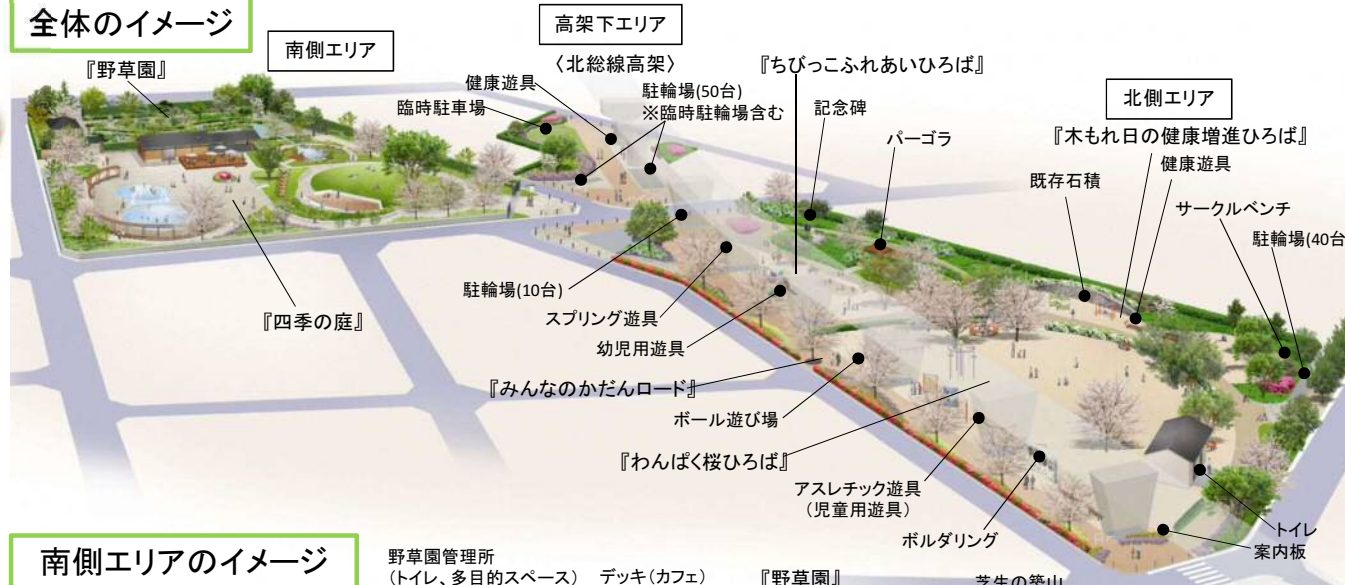 全体のイメージ
南側エリア
高架下エリア
〈北総線高架〉
『野草園』
健康遊具
臨時駐車場
駐輪場(50台)
※臨時駐輪場含む
『ちびっこふれあいひろば』
記念碑
パーゴラ
北側エリア
『木もれ日の健康増進ひろば』
健康遊具
既存石積
サークルベンチ
駐輪場(40台
『四季の庭』
駐輪場(10台)
スプリング遊具
幼児用遊具
『みんなのかだんロード』
ボール遊び場
『わんぱく桜ひろば』
アスレチック遊具
(児童用遊具)
ボルダリング
トイレ
案内板
南側エリアのイメージ
野草園管理所
(トイレ、多目的スペース)
デッキ(カフェ)
『野草園』
芝生の築山